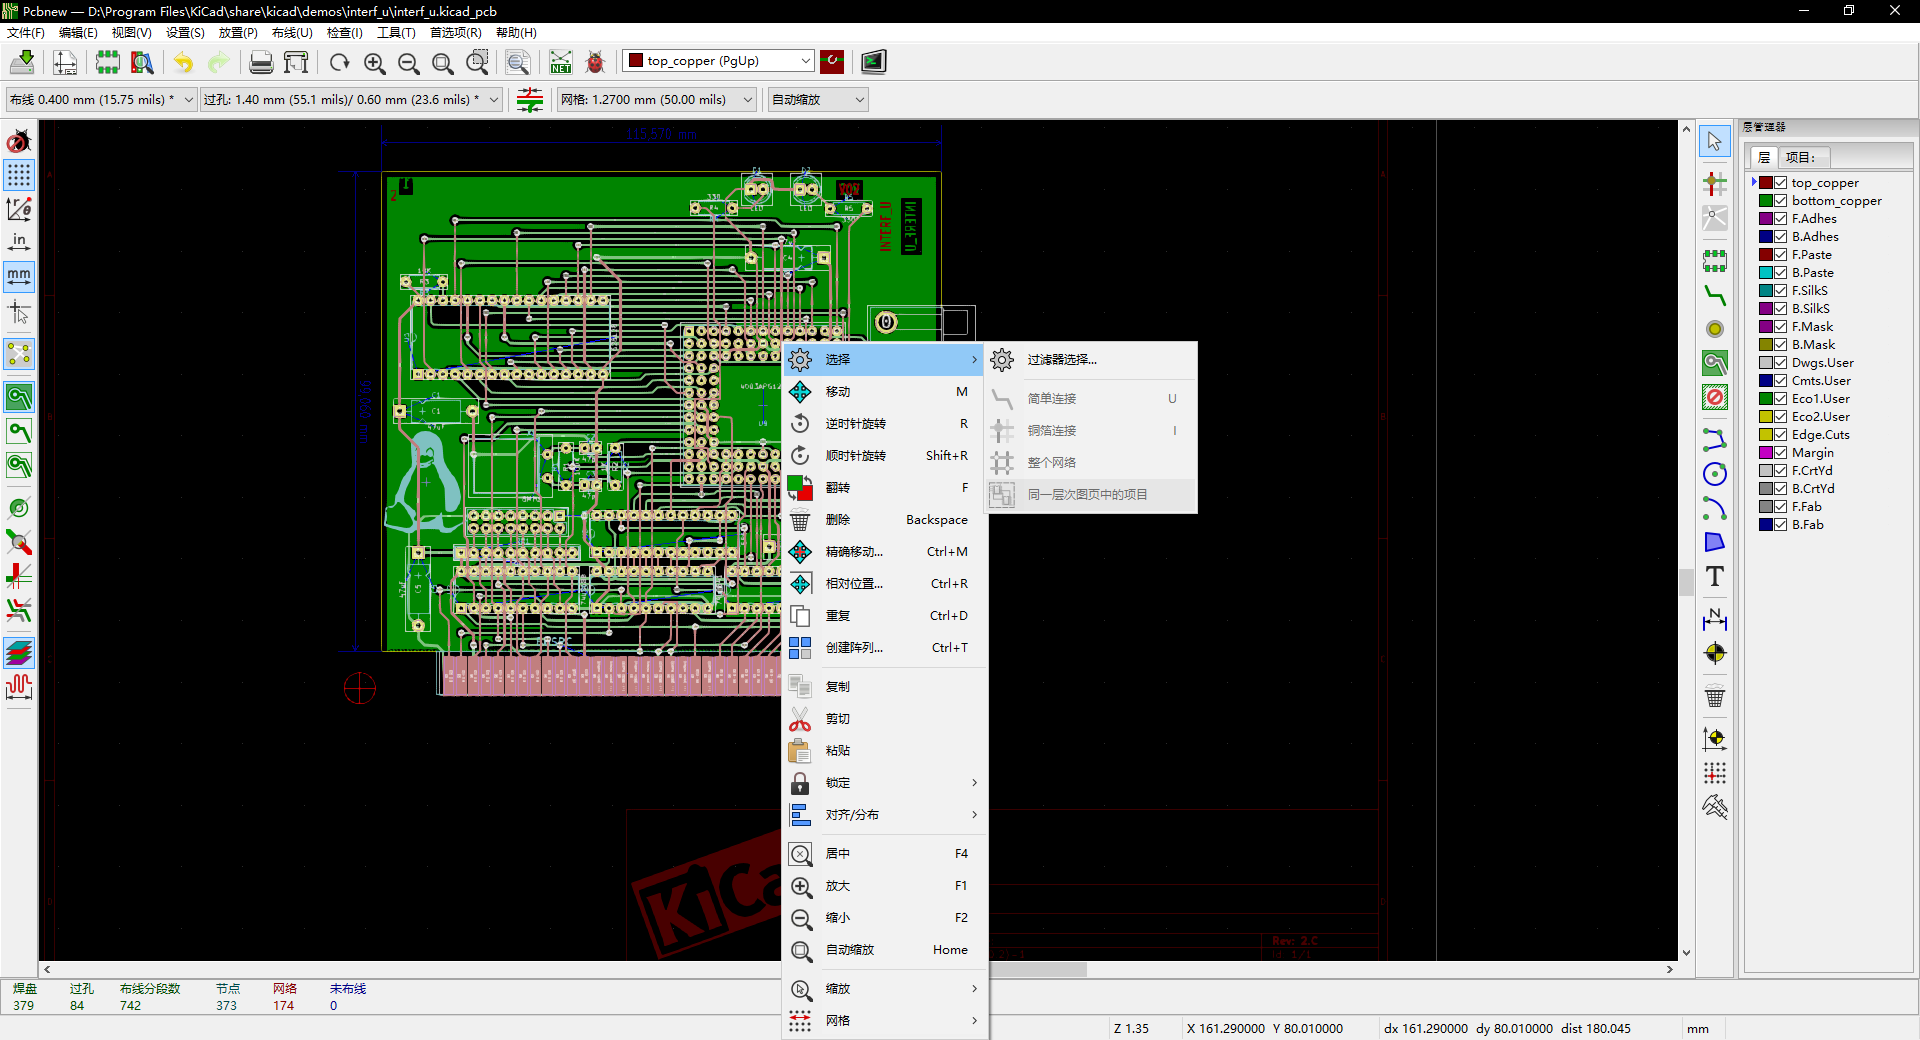 Pcbnew — D:\Program Files\KiCad\share\kicad\demos\interf_u\interf_u.kicad_pcb
文件(F) 编辑(E) 视图(V) 设置(S) 放置(P) 布线(U) 检查(I) 工具(T) 首选项(R) 帮助(H)
NET
top_copper (PgUp)
布线 0.400 mm (15.75 mils) *
过孔: 1.40 mm (55.1 mils)/ 0.60 mm (23.6 mils) *
网格: 1.2700 mm (50.00 mils)
自动缩放
in
mm
115,570 mm
INTERF_U
KiCa
Rev: 2.C
选择
移动 M
逆时针旋转 R
顺时针旋转 Shift+R
翻转 F
删除 Backspace
精确移动... Ctrl+M
相对位置... Ctrl+R
重复 Ctrl+D
创建阵列... Ctrl+T
复制
剪切
粘贴
锁定
对齐/分布
居中 F4
放大 F1
缩小 F2
自动缩放 Home
缩放
网格
过滤器选择...
简单连接 U
铜箔连接 I
整个网络
同一层次图页中的项目
层管理器
层 项目:
top_copper
bottom_copper
F.Adhes
B.Adhes
F.Paste
B.Paste
F.SilkS
B.SilkS
F.Mask
B.Mask
Dwgs.User
Cmts.User
Eco1.User
Eco2.User
Edge.Cuts
Margin
F.CrtYd
B.CrtYd
F.Fab
B.Fab
焊盘 过孔 布线分段数 节点 网络 未布线
379 84 742 373 174 0
Z 1.35
X 161.290000 Y 80.010000
dx 161.290000 dy 80.010000 dist 180.045
mm